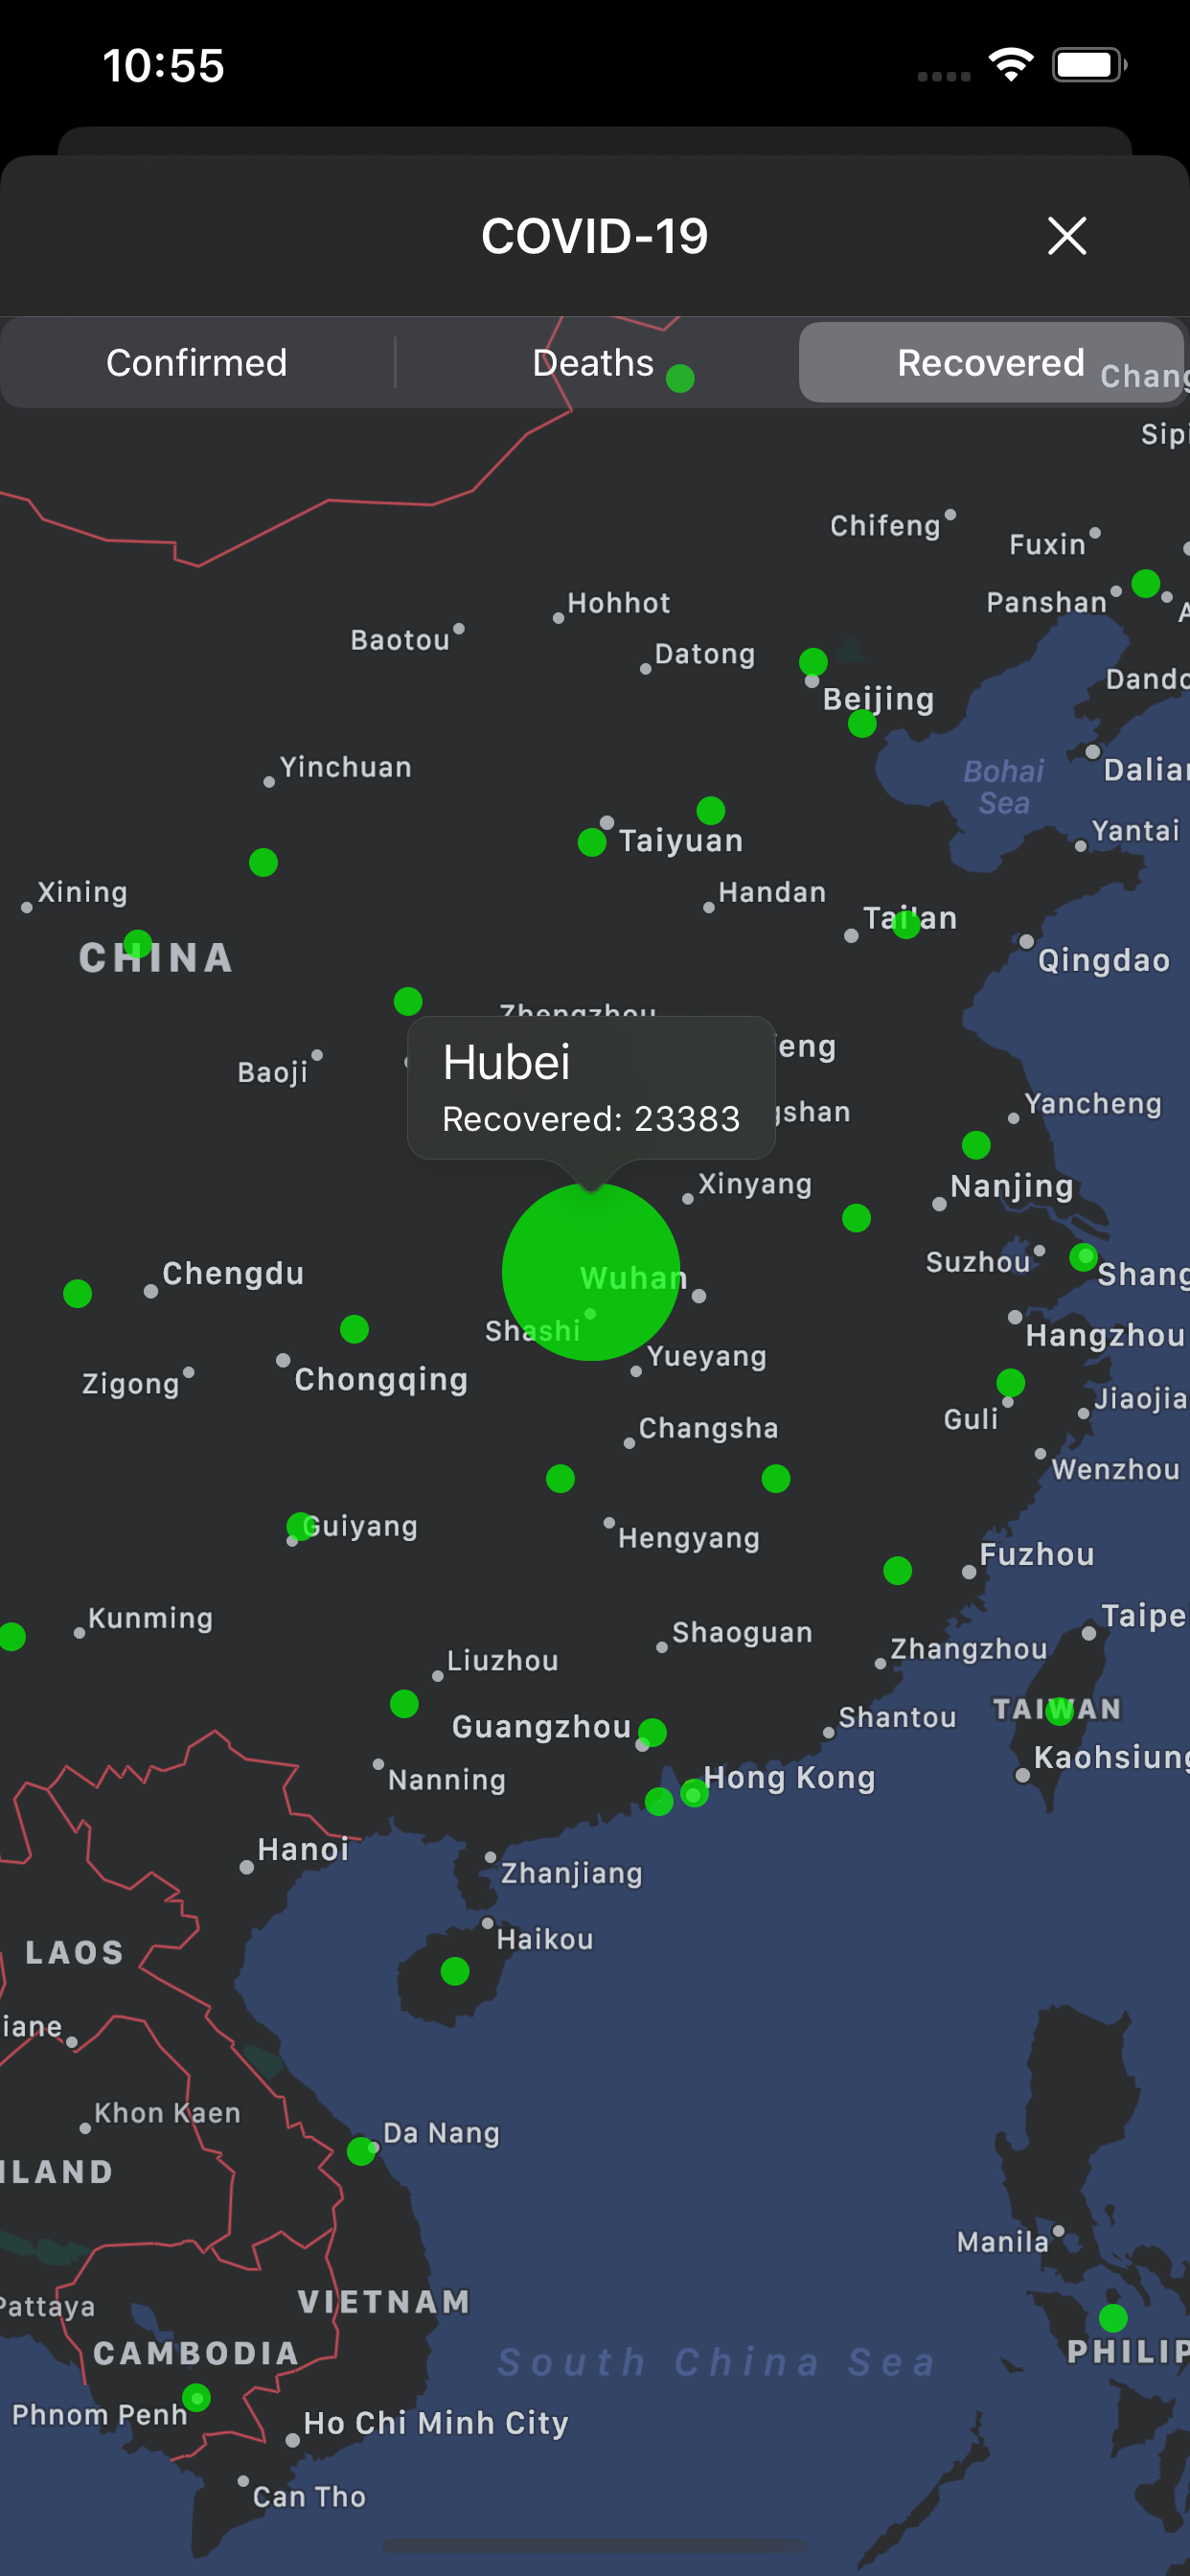 10:55
COVID-19
Confirmed
Deaths
Recovered
Chang
Sipi
Chifeng
Fuxin
Panshan
A
Hohhot
Baotou
Datong
Beijing
Dando
Yinchuan
Bohai
Sea
Dalian
Yantai
Taiyuan
Xining
Handan
Tai'an
CHINA
Qingdao
Zhengzhou
eng
Baoji
Hubei
Recovered: 23383
gshan
Yancheng
Xinyang
Nanjing
Suzhou
Chengdu
Wuhan
Shang
Shashi
Hangzhou
Yueyang
Zigong
Chongqing
Jiaojia
Guli
Changsha
Wenzhou
Guiyang
Hengyang
Fuzhou
Kunming
Taipe
Shaoguan
Zhangzhou
Liuzhou
TAIWAN
Shantou
Guangzhou
Kaohsiung
Nanning
Hong Kong
Hanoi
Zhanjiang
Haikou
LAOS
iane
Khon Kaen
Da Nang
ILAND
Manila
VIETNAM
Pattaya
CAMBODIA
South China Sea
PHILIP
Phnom Penh
Ho Chi Minh City
Can Tho